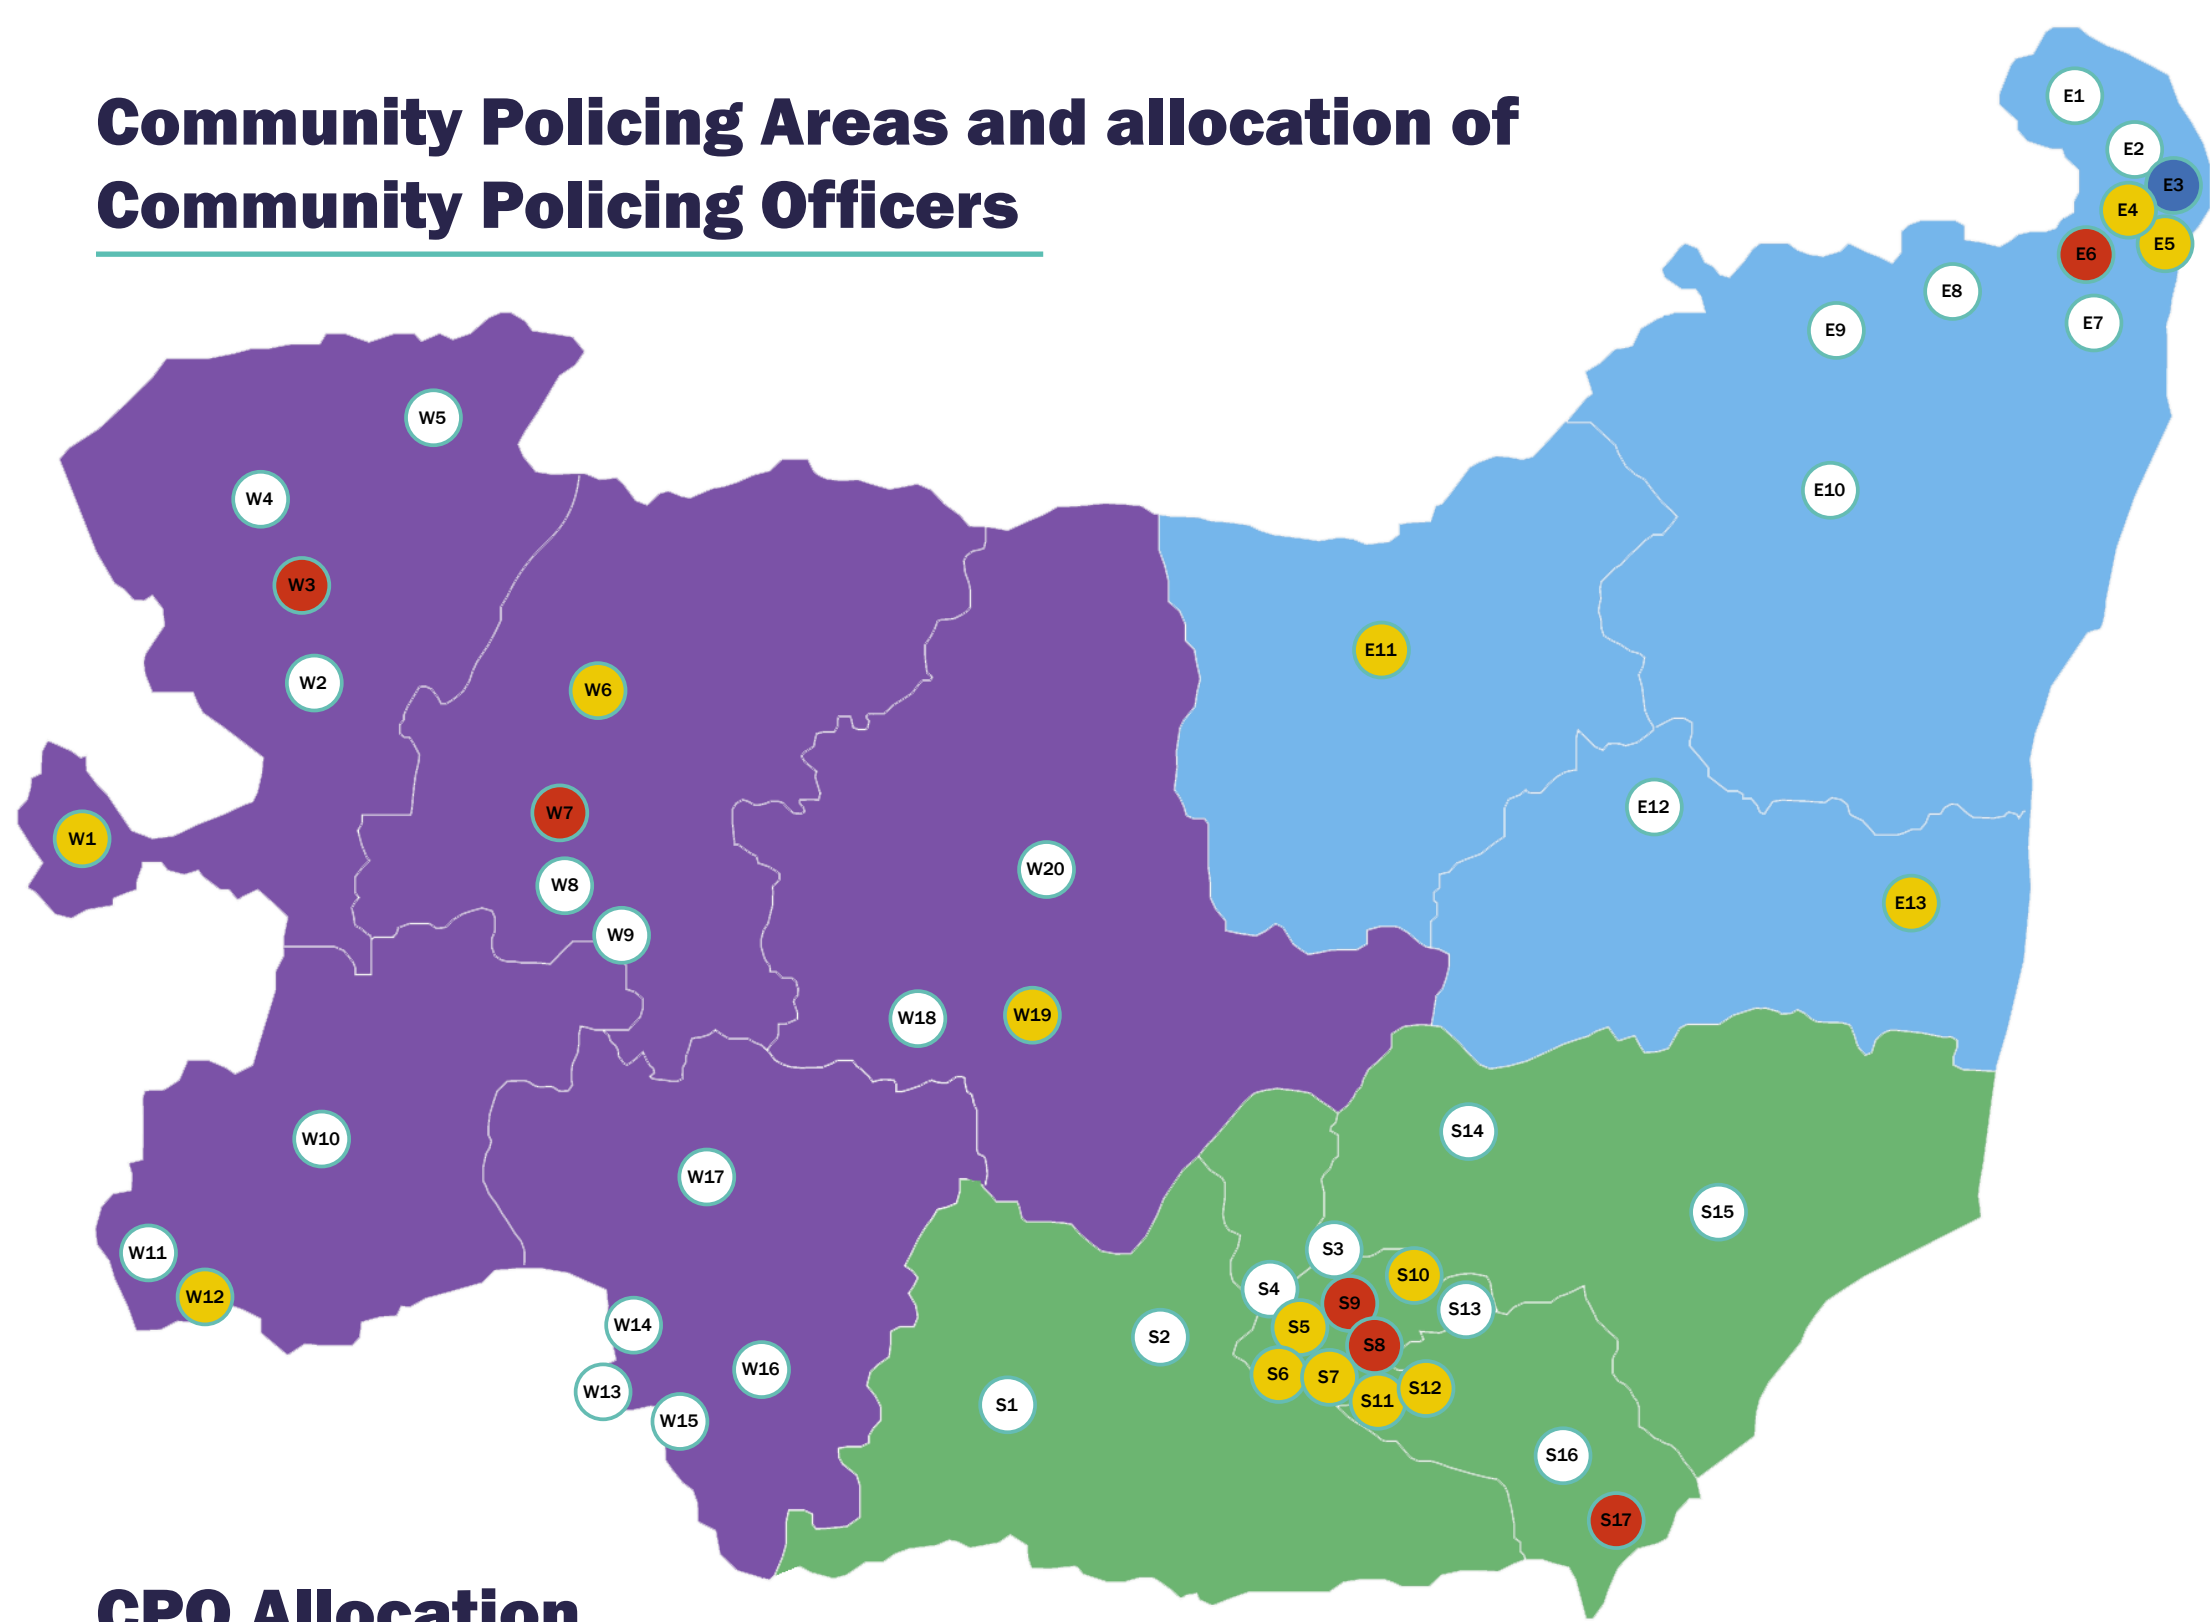 Community Policing Areas and allocation of
Community Policing Officers
E1
E2
E3
E4
E5
E6
E7
E8
E9
E10
E11
E12
E13
W5
W4
W3
W2
W1
W6
W7
W8
W9
W20
W18
W19
W10
W11
W12
W17
W14
W13
W15
W16
S14
S15
S3
S4
S10
S9
S13
S5
S8
S2
S6
S7
S12
S11
S1
S16
S17
CPO Allocation